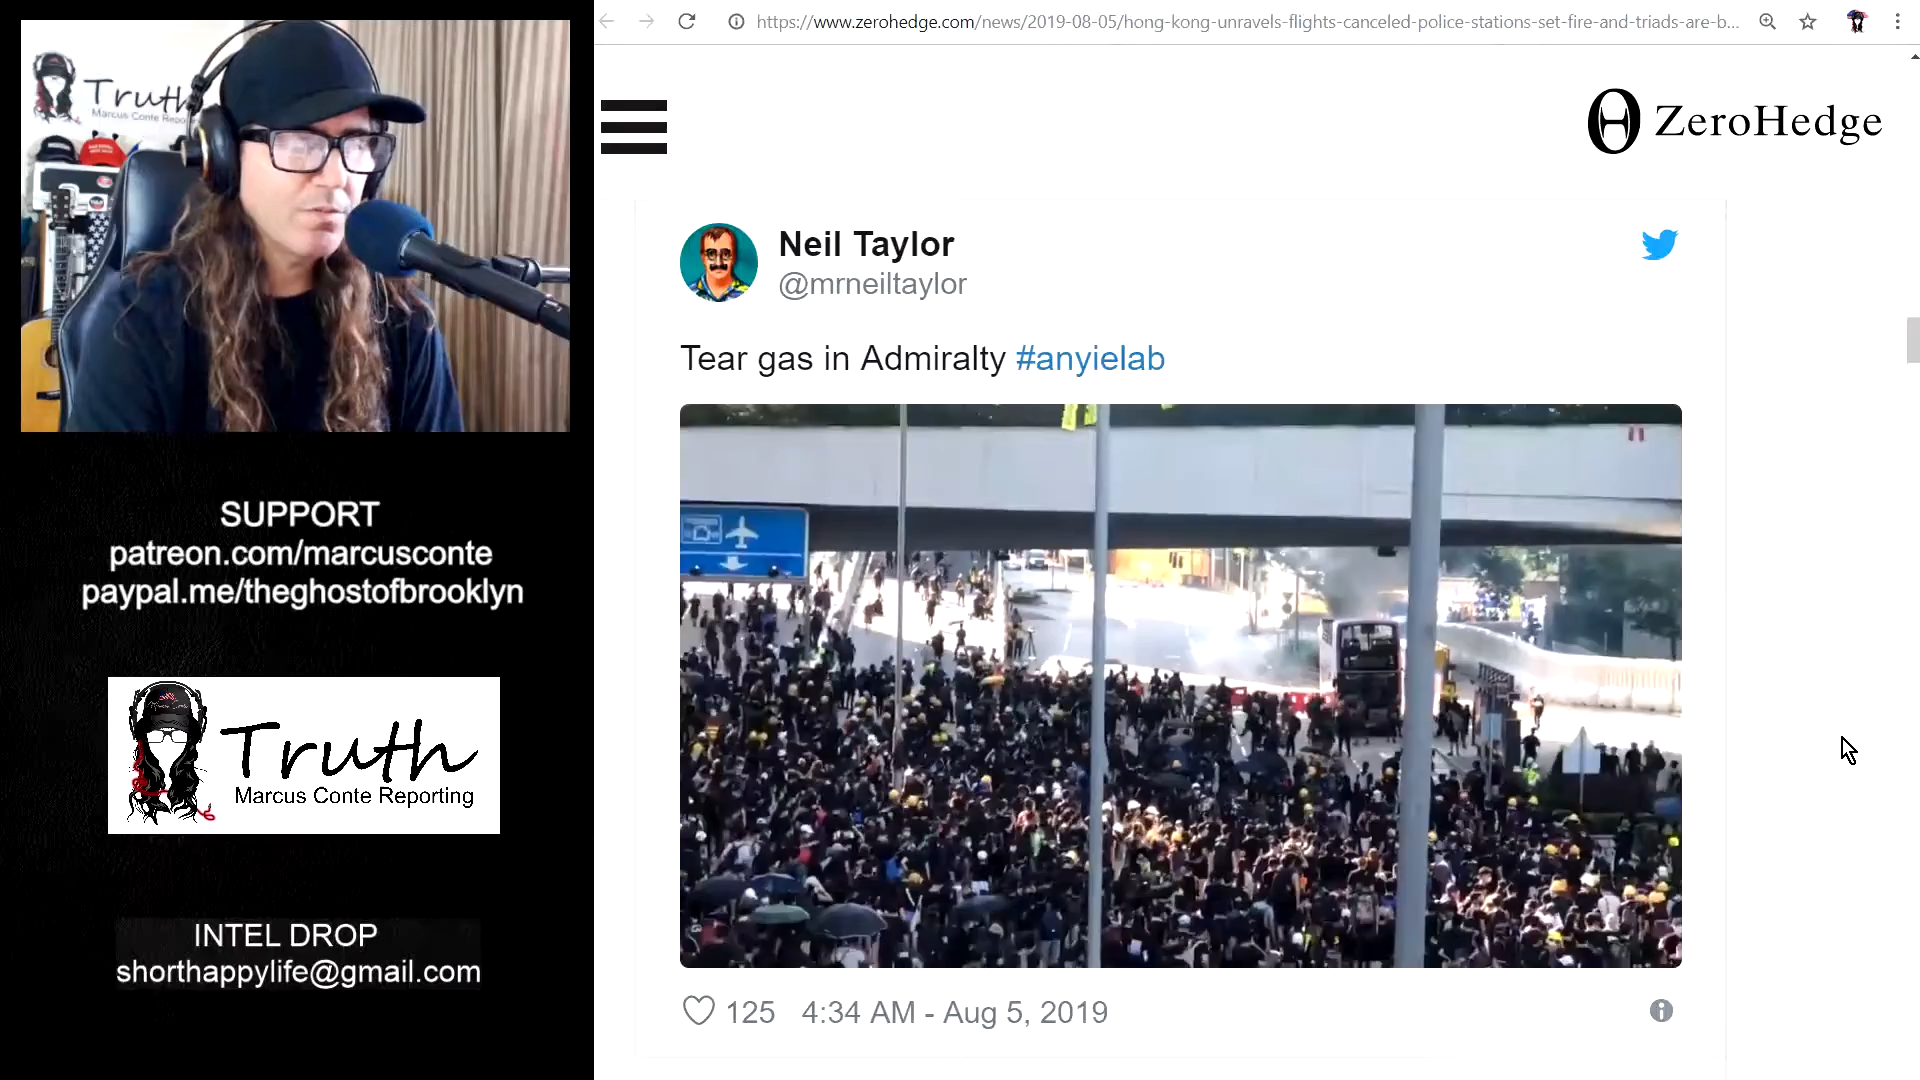 Truth
Marcus Conte Repo
SUPPORT
patreon.com/marcusconte
paypal.me/theghostofbrooklyn
Truth
Marcus Conte Reporting
INTEL DROP
shorthappylife@gmail.com
https://www.zerohedge.com/news/2019-08-05/hong-kong-unravels-flights-canceled-police-stations-set-fire-and-triads-are-b...
ZeroHedge
Neil Taylor
@mrneiltaylor
Tear gas in Admiralty #anyielab
125 4:34 AM - Aug 5, 2019